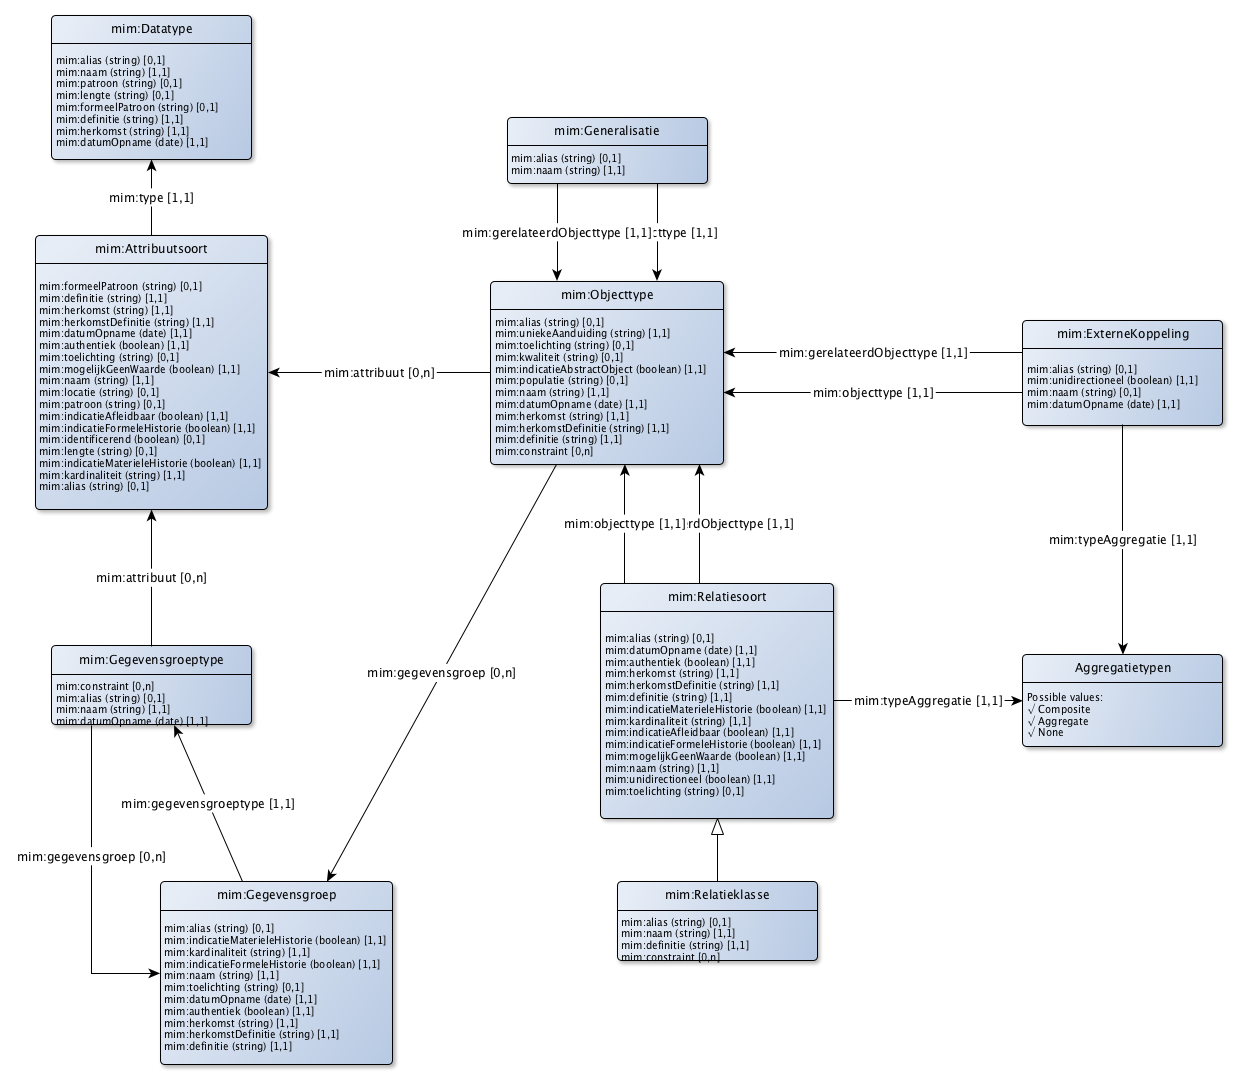 mim:Datatype
mim:alias (string) [0,1]
mim:naam (string) [1,1]
mim:patroon (string) [0,1]
mim:lengte (string) [0,1]
mim:formeelPatroon (string) [0,1]
mim:definitie (string) [1,1]
mim:herkomst (string) [1,1]
mim:datumOpname (date) [1,1]
mim:type [1,1]
mim:Attribuutsoort
mim:formeelPatroon (string) [0,1]
mim:definitie (string) [1,1]
mim:herkomst (string) [1,1]
mim:herkomstDefinitie (string) [1,1]
mim:datumOpname (date) [1,1]
mim:authentiek (boolean) [1,1]
mim:toelichting (string) [0,1]
mim:mogelijkGeenWaarde (boolean) [1,1]
mim:naam (string) [1,1]
mim:locatie (string) [0,1]
mim:patroon (string) [0,1]
mim:indicatieAfleidbaar (boolean) [1,1]
mim:indicatieFormeleHistorie (boolean) [1,1]
mim:identificerend (boolean) [0,1]
mim:lengte (string) [0,1]
mim:indicatieMaterieleHistorie (boolean) [1,1]
mim:kardinaliteit (string) [1,1]
mim:alias (string) [0,1]
mim:attribuut [0,n]
mim:Gegevensgroeptype
mim:constraint [0,n]
mim:alias (string) [0,1]
mim:naam (string) [1,1]
mim:datumOpname (date) [1,1]
mim:gegevensgroeptype [1,1]
mim:gegevensgroep [0,n]
mim:Gegevensgroep
mim:alias (string) [0,1]
mim:indicatieMaterieleHistorie (boolean) [1,1]
mim:kardinaliteit (string) [1,1]
mim:indicatieFormeleHistorie (boolean) [1,1]
mim:naam (string) [1,1]
mim:toelichting (string) [0,1]
mim:datumOpname (date) [1,1]
mim:authentiek (boolean) [1,1]
mim:herkomst (string) [1,1]
mim:herkomstDefinitie (string) [1,1]
mim:definitie (string) [1,1]
mim:Generalisatie
mim:alias (string) [0,1]
mim:naam (string) [1,1]
mim:gerelateerdObjecttype [1,1] :ttype [1,1]
mim:Objecttype
mim:alias (string) [0,1]
mim:uniekeAanduiding (string) [1,1]
mim:toelichting (string) [0,1]
mim:kwaliteit (string) [0,1]
mim:indicatieAbstractObject (boolean) [1,1]
mim:populatie (string) [0,1]
mim:naam (string) [1,1]
mim:datumOpname (date) [1,1]
mim:herkomst (string) [1,1]
mim:herkomstDefinitie (string) [1,1]
mim:definitie (string) [1,1]
mim:constraint [0,n]
mim:attribuut [0,n]
mim:gegevensgroep [0,n]
mim:objecttype [1,1] rdObjecttype [1,1]
mim:Relatiesoort
mim:alias (string) [0,1]
mim:datumOpname (date) [1,1]
mim:authentiek (boolean) [1,1]
mim:herkomst (string) [1,1]
mim:herkomstDefinitie (string) [1,1]
mim:definitie (string) [1,1]
mim:indicatieMaterieleHistorie (boolean) [1,1]
mim:kardinaliteit (string) [1,1]
mim:indicatieAfleidbaar (boolean) [1,1]
mim:indicatieFormeleHistorie (boolean) [1,1]
mim:mogelijkGeenWaarde (boolean) [1,1]
mim:naam (string) [1,1]
mim:unidirectioneel (boolean) [1,1]
mim:toelichting (string) [0,1]
mim:Relatieklasse
mim:alias (string) [0,1]
mim:naam (string) [1,1]
mim:definitie (string) [1,1]
mim:constraint [0,n]
mim:gerelateerdObjecttype [1,1]
mim:objecttype [1,1]
mim:ExterneKoppeling
mim:alias (string) [0,1]
mim:unidirectioneel (boolean) [1,1]
mim:naam (string) [0,1]
mim:datumOpname (date) [1,1]
mim:typeAggregatie [1,1]
mim:typeAggregatie [1,1]
Aggregatietypen
Possible values:
√ Composite
√ Aggregate
√ None